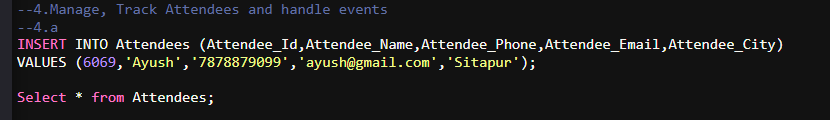 --4.Manage, Track Attendees and handle events
--4.a
INSERT INTO Attendees (Attendee_Id,Attendee_Name,Attendee_Phone,Attendee_Email,Attendee_City)
VALUES (6069,'Ayush','7878879099','ayush@gmail.com','Sitapur');
Select * from Attendees;